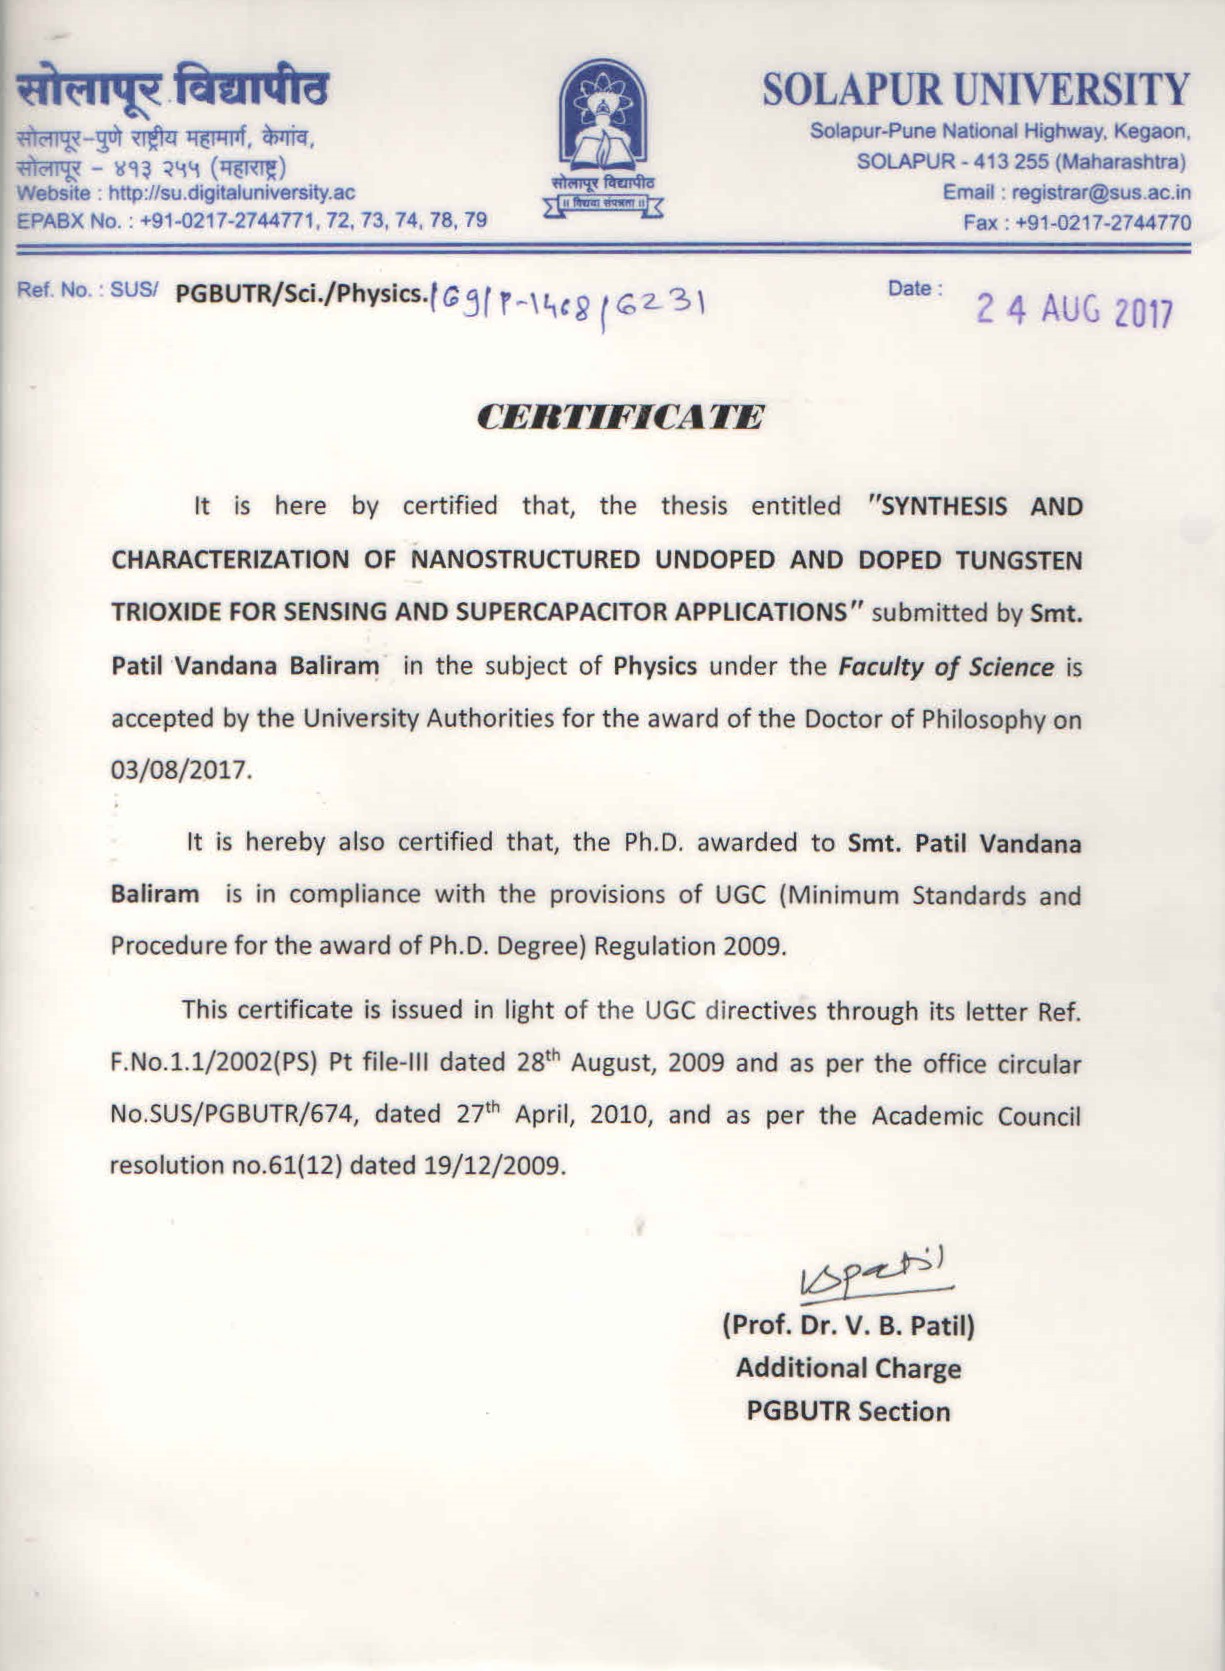 सोलापूर विद्यापीठ
सोलापूर-पुणे राष्ट्रीय महामार्ग, केगांव,
सोलापूर - ४१३ २५५ (महाराष्ट्र)
Website : http://su.digitaluniversity.ac
EPABX No. : +91-0217-2744771, 72, 73, 74, 78, 79
सोलापूर विद्यापीठ
॥ विद्यया संपन्नता ॥
SOLAPUR UNIVERSITY
Solapur-Pune National Highway, Kegaon,
SOLAPUR - 413 255 (Maharashtra)
Email : registrar@sus.ac.in
Fax : +91-0217-2744770
Ref. No. : SUS/ PGBUTR/Sci./Physics./69/P-1468/6231
Date : 24 AUG 2017
CERTIFICATE
It is here by certified that, the thesis entitled "SYNTHESIS AND
CHARACTERIZATION OF NANOSTRUCTURED UNDOPED AND DOPED TUNGSTEN
TRIOXIDE FOR SENSING AND SUPERCAPACITOR APPLICATIONS" submitted by Smt.
Patil Vandana Baliram in the subject of Physics under the Faculty of Science is
accepted by the University Authorities for the award of the Doctor of Philosophy on
03/08/2017.
It is hereby also certified that, the Ph.D. awarded to Smt. Patil Vandana
Baliram is in compliance with the provisions of UGC (Minimum Standards and
Procedure for the award of Ph.D. Degree) Regulation 2009.
This certificate is issued in light of the UGC directives through its letter Ref.
F.No.1.1/2002(PS) Pt file-III dated 28th August, 2009 and as per the office circular
No.SUS/PGBUTR/674, dated 27th April, 2010, and as per the Academic Council
resolution no.61(12) dated 19/12/2009.
VBPatil
(Prof. Dr. V. B. Patil)
Additional Charge
PGBUTR Section